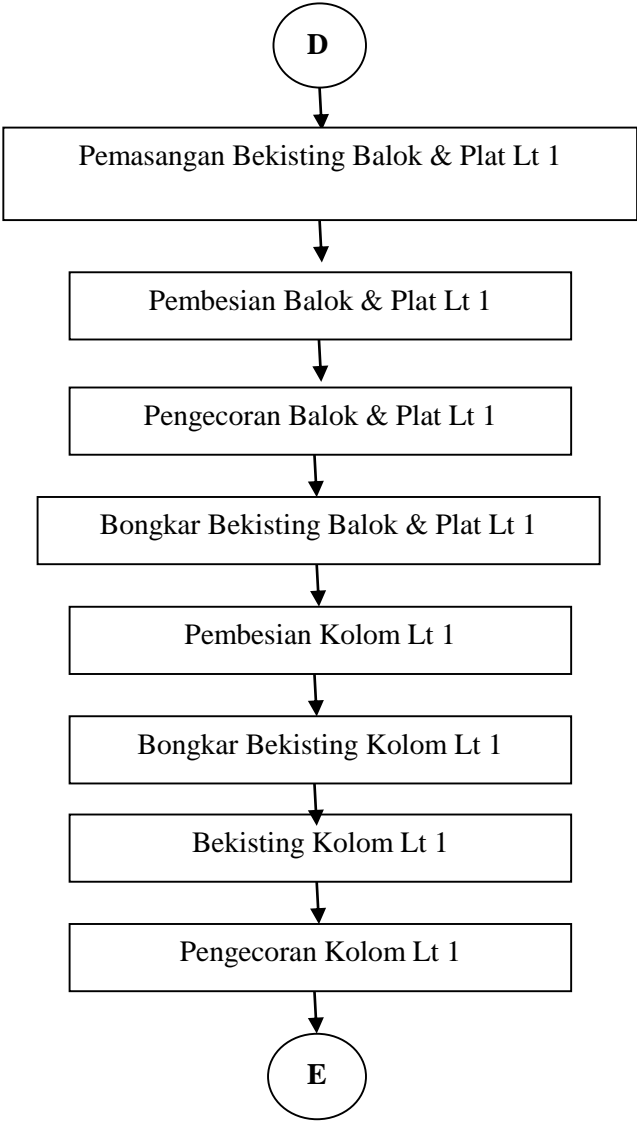 D
Pemasangan Bekisting Balok & Plat Lt 1
Pembesian Balok & Plat Lt 1
Pengecoran Balok & Plat Lt 1
Bongkar Bekisting Balok & Plat Lt 1
Pembesian Kolom Lt 1
Bongkar Bekisting Kolom Lt 1
Bekisting Kolom Lt 1
Pengecoran Kolom Lt 1
E